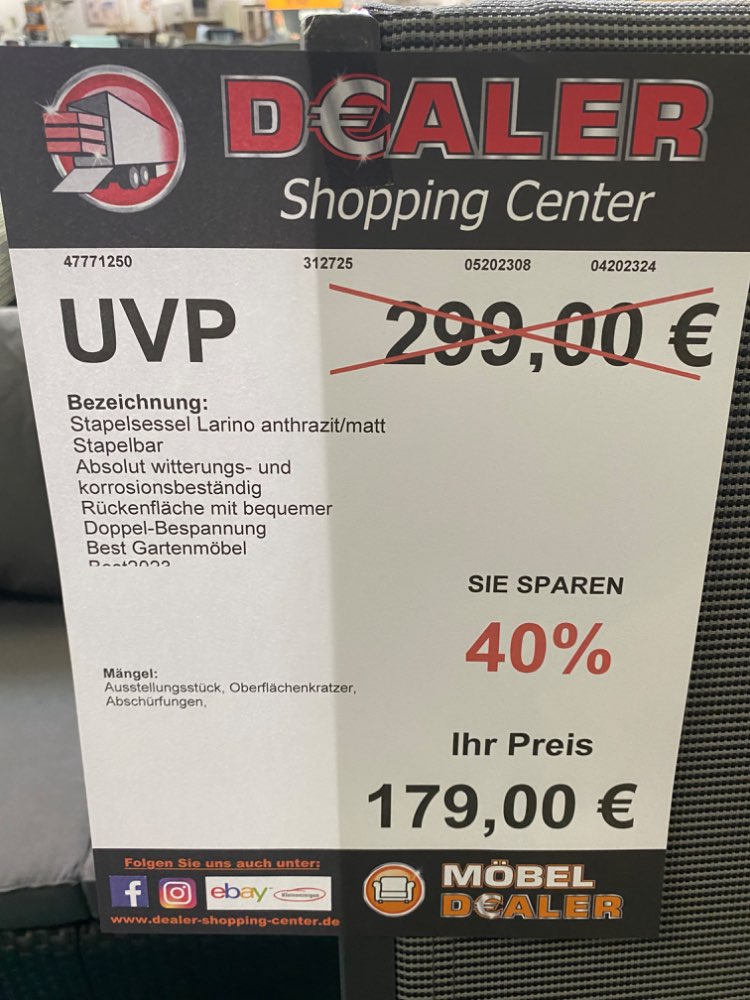 D€ALER
Shopping Center
47771250 312725 05202308 04202324
UVP 299,00 €
Bezeichnung:
Stapelsessel Larino anthrazit/matt
Stapelbar
Absolut witterungs- und
korrosionsbeständig
Rückenfläche mit bequemer
Doppel-Bespannung
Best Gartenmöbel
SIE SPAREN
40%
Mängel:
Ausstellungsstück, Oberflächenkratzer,
Abschürfungen,
Ihr Preis
179,00 €
Folgen Sie uns auch unter:
f ebay
www.dealer-shopping-center.de
MÖBEL
D€ALER